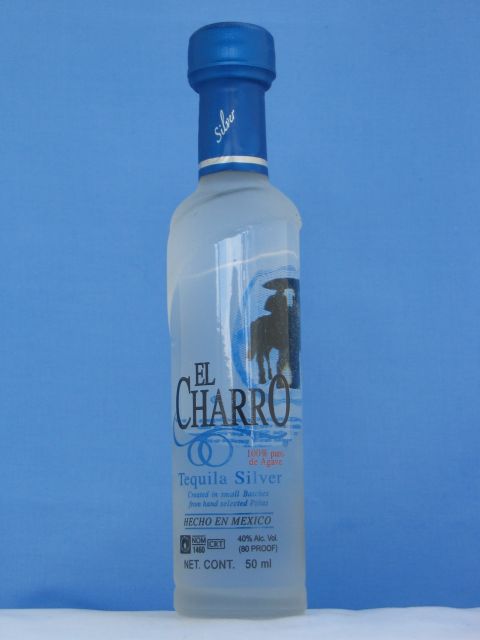 Silver
EL
CHARRO
100% puro
de Agave
Tequila Silver
Created in small Batches
from hand selected Piñas
HECHO EN MEXICO
NOM
1460
CRT
40% Alc. Vol.
(80 PROOF)
NET. CONT. 50 ml